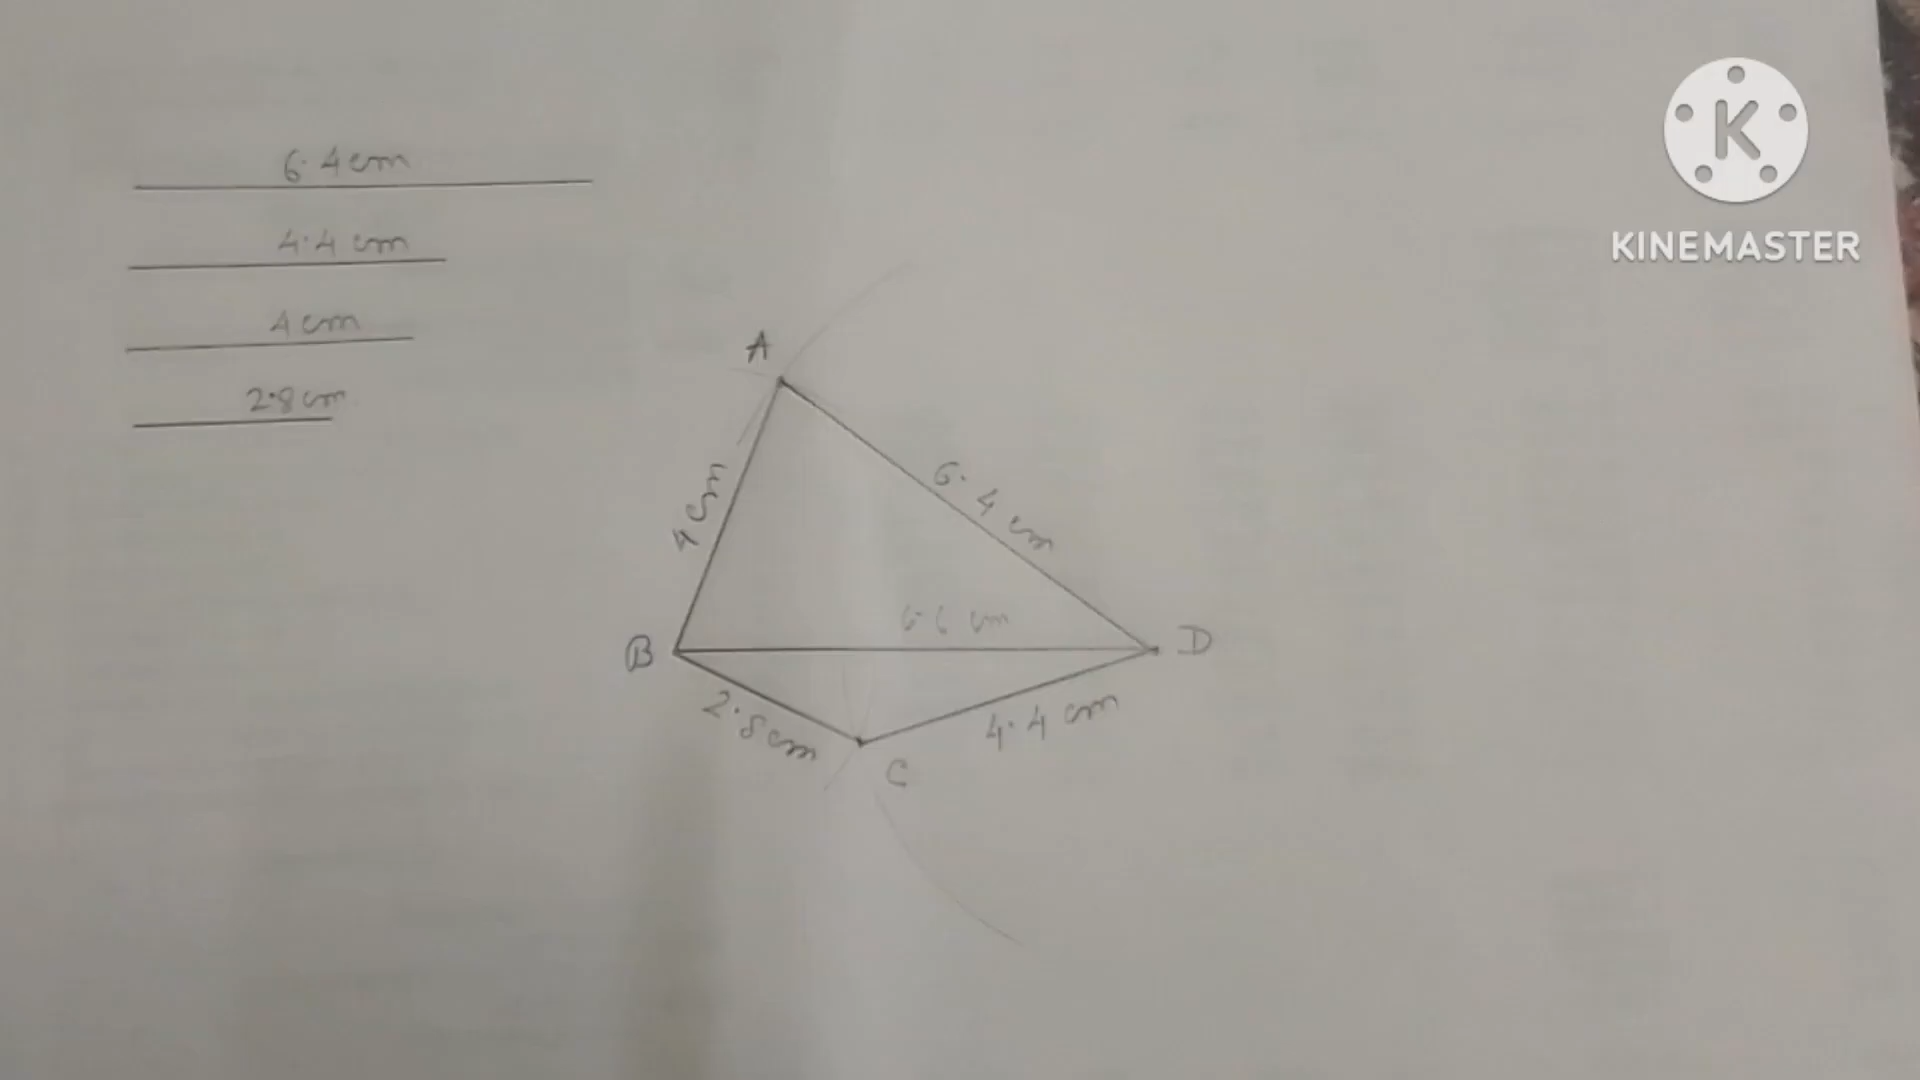 6.4 cm
4.4 cm
4 cm
2.8 cm
A
4 cm
6.4 cm
6.6 cm
B
D
2.8 cm
4.4 cm
C
K
KINEMASTER